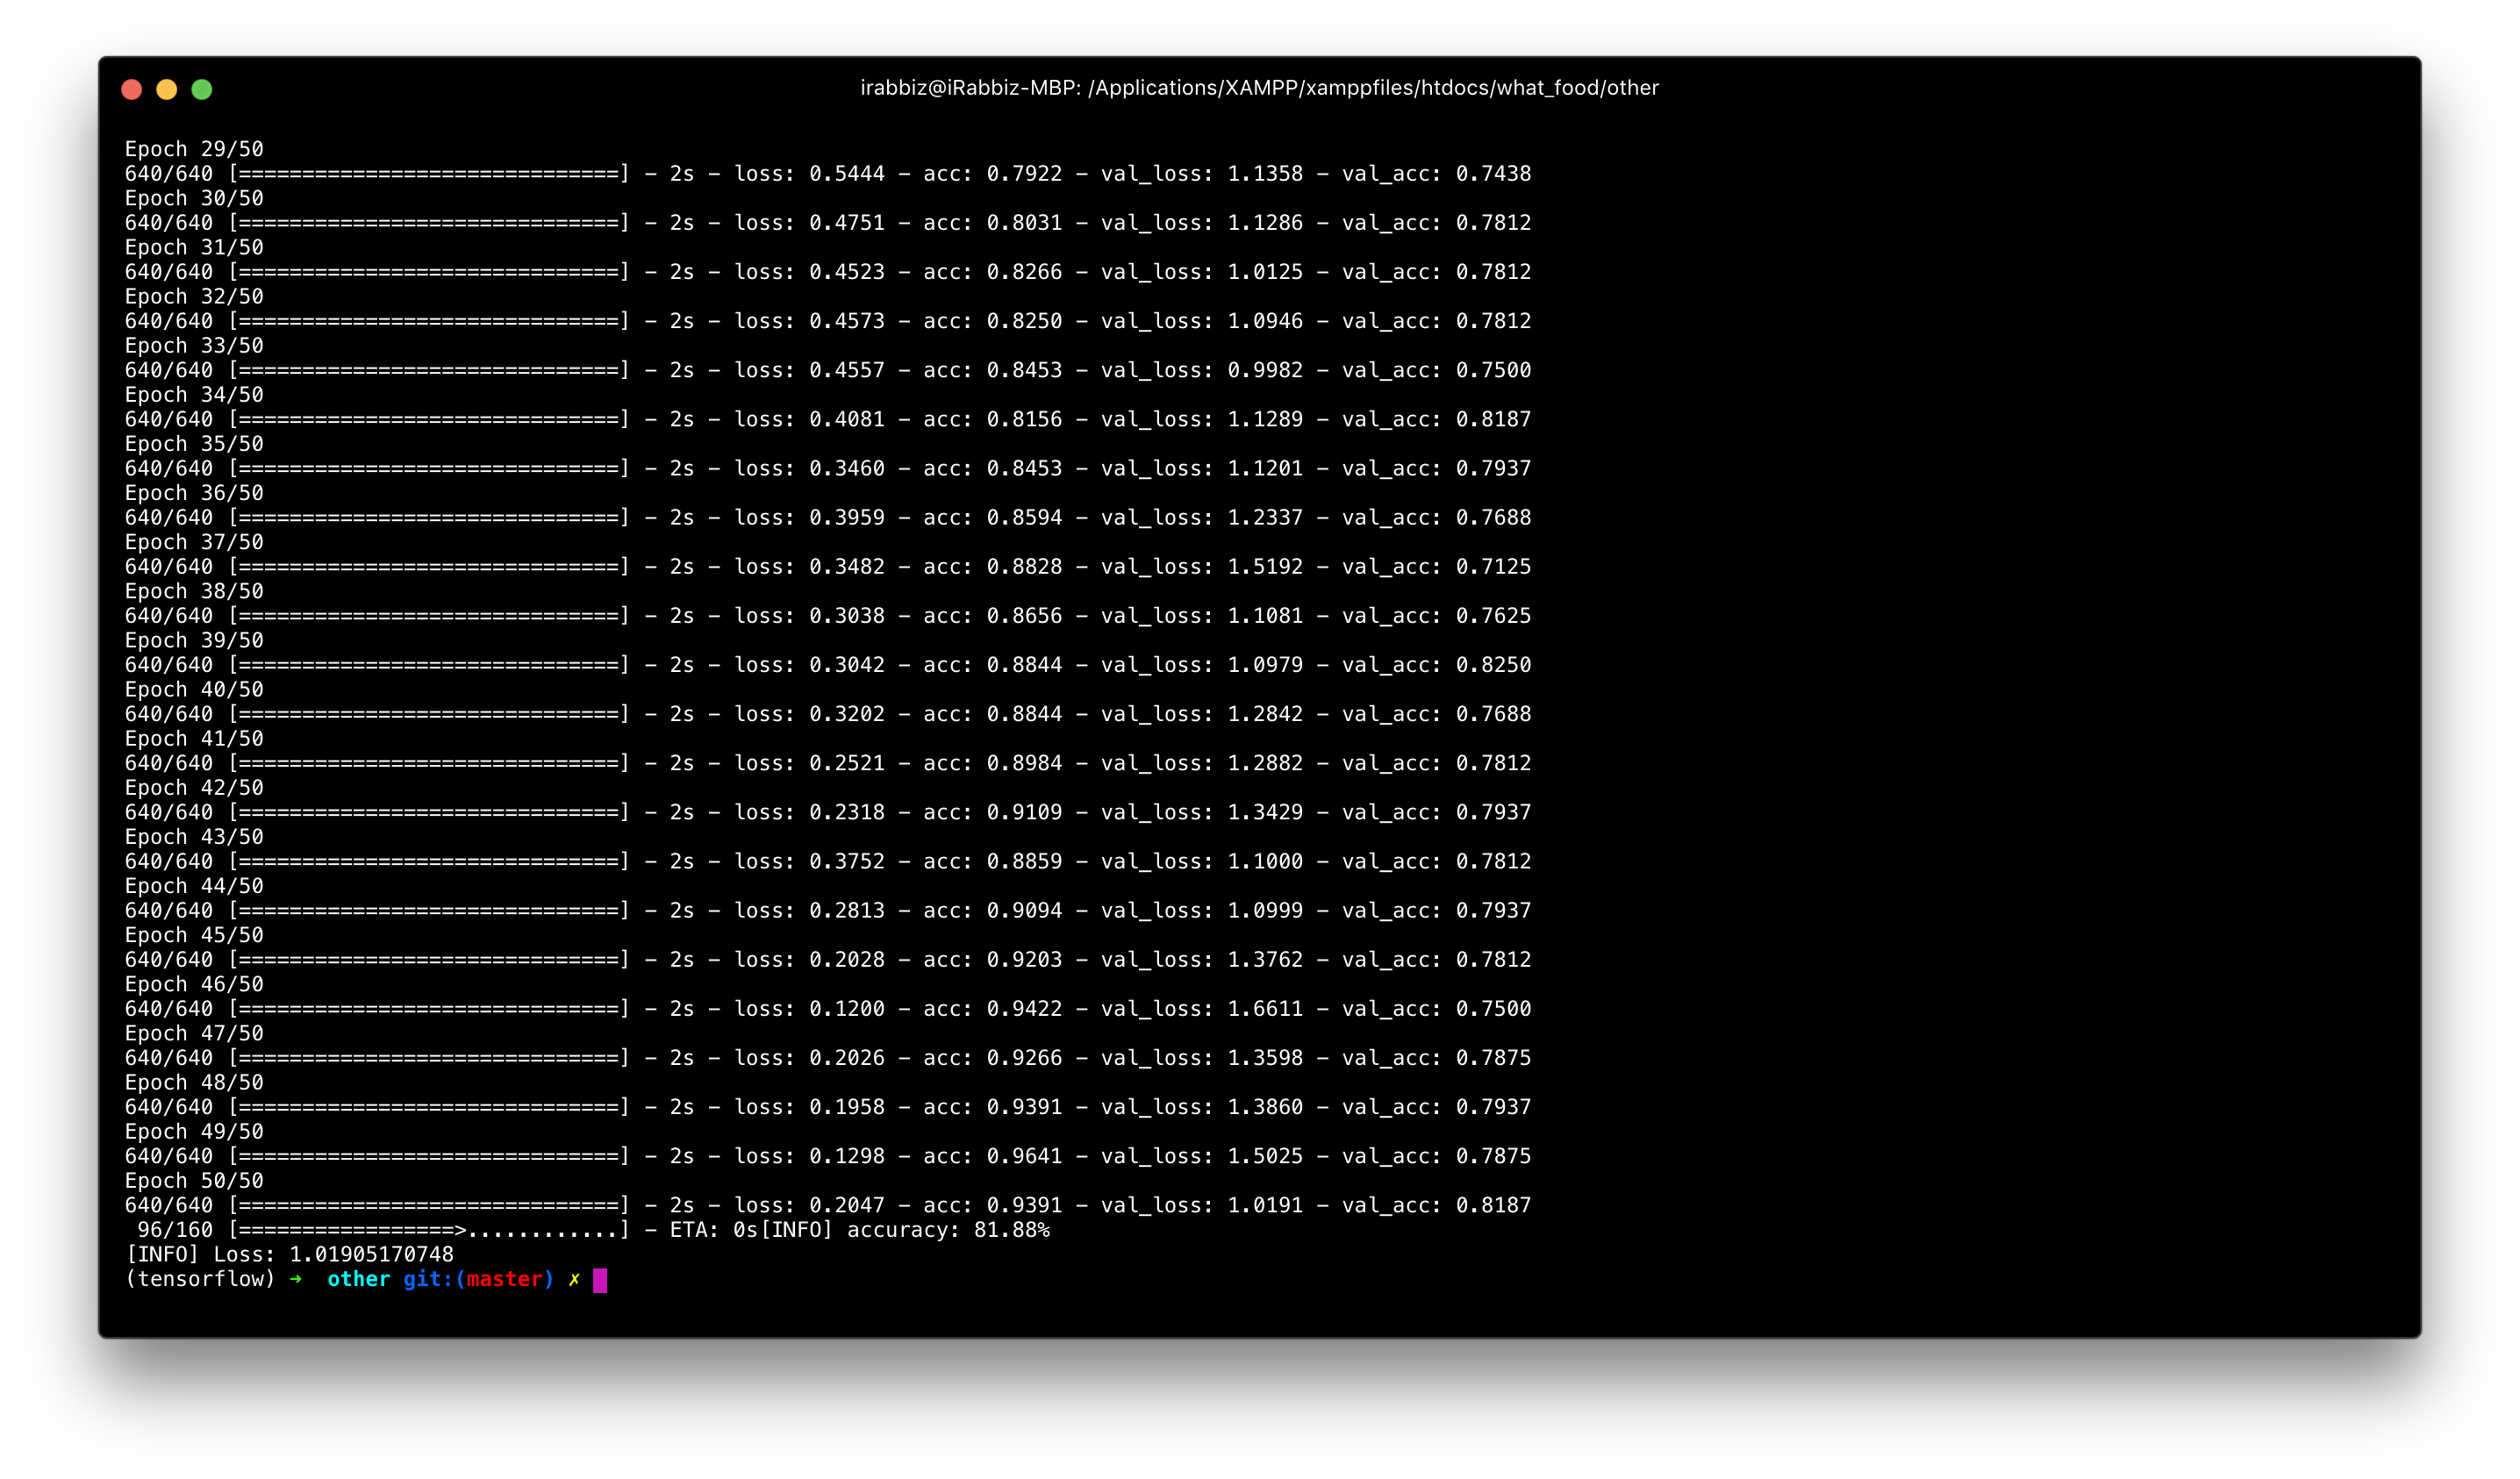 irabbiz@iRabbiz-MBP: /Applications/XAMPP/xamppfiles/htdocs/what_food/other
Epoch 29/50
640/640 [==============================] - 2s - loss: 0.5444 - acc: 0.7922 - val_loss: 1.1358 - val_acc: 0.7438
Epoch 30/50
640/640 [==============================] - 2s - loss: 0.4751 - acc: 0.8031 - val_loss: 1.1286 - val_acc: 0.7812
Epoch 31/50
640/640 [==============================] - 2s - loss: 0.4523 - acc: 0.8266 - val_loss: 1.0125 - val_acc: 0.7812
Epoch 32/50
640/640 [==============================] - 2s - loss: 0.4573 - acc: 0.8250 - val_loss: 1.0946 - val_acc: 0.7812
Epoch 33/50
640/640 [==============================] - 2s - loss: 0.4557 - acc: 0.8453 - val_loss: 0.9982 - val_acc: 0.7500
Epoch 34/50
640/640 [==============================] - 2s - loss: 0.4081 - acc: 0.8156 - val_loss: 1.1289 - val_acc: 0.8187
Epoch 35/50
640/640 [==============================] - 2s - loss: 0.3460 - acc: 0.8453 - val_loss: 1.1201 - val_acc: 0.7937
Epoch 36/50
640/640 [==============================] - 2s - loss: 0.3959 - acc: 0.8594 - val_loss: 1.2337 - val_acc: 0.7688
Epoch 37/50
640/640 [==============================] - 2s - loss: 0.3482 - acc: 0.8828 - val_loss: 1.5192 - val_acc: 0.7125
Epoch 38/50
640/640 [==============================] - 2s - loss: 0.3038 - acc: 0.8656 - val_loss: 1.1081 - val_acc: 0.7625
Epoch 39/50
640/640 [==============================] - 2s - loss: 0.3042 - acc: 0.8844 - val_loss: 1.0979 - val_acc: 0.8250
Epoch 40/50
640/640 [==============================] - 2s - loss: 0.3202 - acc: 0.8844 - val_loss: 1.2842 - val_acc: 0.7688
Epoch 41/50
640/640 [==============================] - 2s - loss: 0.2521 - acc: 0.8984 - val_loss: 1.2882 - val_acc: 0.7812
Epoch 42/50
640/640 [==============================] - 2s - loss: 0.2318 - acc: 0.9109 - val_loss: 1.3429 - val_acc: 0.7937
Epoch 43/50
640/640 [==============================] - 2s - loss: 0.3752 - acc: 0.8859 - val_loss: 1.1000 - val_acc: 0.7812
Epoch 44/50
640/640 [==============================] - 2s - loss: 0.2813 - acc: 0.9094 - val_loss: 1.0999 - val_acc: 0.7937
Epoch 45/50
640/640 [==============================] - 2s - loss: 0.2028 - acc: 0.9203 - val_loss: 1.3762 - val_acc: 0.7812
Epoch 46/50
640/640 [==============================] - 2s - loss: 0.1200 - acc: 0.9422 - val_loss: 1.6611 - val_acc: 0.7500
Epoch 47/50
640/640 [==============================] - 2s - loss: 0.2026 - acc: 0.9266 - val_loss: 1.3598 - val_acc: 0.7875
Epoch 48/50
640/640 [==============================] - 2s - loss: 0.1958 - acc: 0.9391 - val_loss: 1.3860 - val_acc: 0.7937
Epoch 49/50
640/640 [==============================] - 2s - loss: 0.1298 - acc: 0.9641 - val_loss: 1.5025 - val_acc: 0.7875
Epoch 50/50
640/640 [==============================] - 2s - loss: 0.2047 - acc: 0.9391 - val_loss: 1.0191 - val_acc: 0.8187
 96/160 [=================>............] - ETA: 0s[INFO] accuracy: 81.88%
[INFO] Loss: 1.01905170748
(tensorflow) ➜  other git:(master) ✗